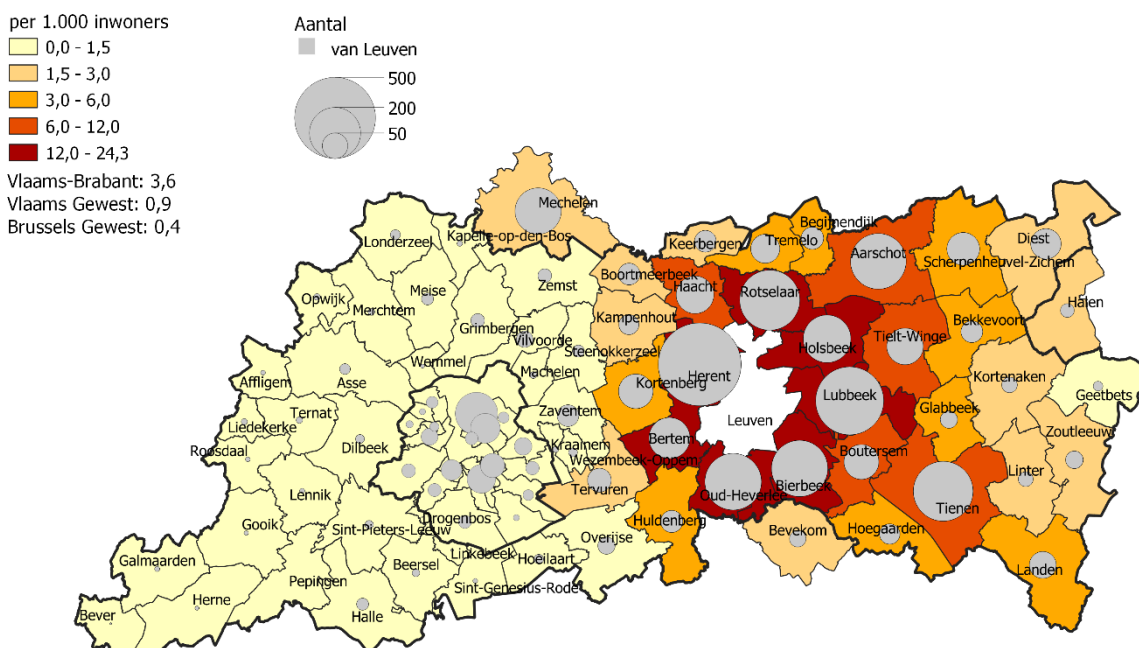 per 1.000 inwoners
0,0 - 1,5
1,5 - 3,0
3,0 - 6,0
6,0 - 12,0
12,0 - 24,3
Vlaams-Brabant: 3,6
Vlaams Gewest: 0,9
Brussels Gewest: 0,4
Aantal
van Leuven
500
200
50
Mechelen
Londerzeel
Kapelle-op-den-Bos
Keerbergen
Tremelo
Begijnendijk
Aarschot
Scherpenheuvel-Zichem
Diest
Opwijk
Merchtem
Meise
Zemst
Boortmeerbeek
Haacht
Rotselaar
Halen
Grimbergen
Kampenhout
Vilvoorde
Steenokkerzeel
Holsbeek
Tielt-Winge
Bekkevoort
Affligem
Asse
Wemmel
Machelen
Kortenberg
Herent
Kortenaken
Geetbets
Liedekerke
Ternat
Zaventem
Leuven
Lubbeek
Glabbeek
Zoutleeuw
Roosdaal
Dilbeek
Kraainem
Wezembeek-Oppem
Bertem
Boutersem
Linter
Lennik
Tervuren
Oud-Heverlee
Bierbeek
Tienen
Gooik
Sint-Pieters-Leeuw
Drogenbos
Huldenberg
Bevekom
Hoegaarden
Overijse
Galmaarden
Pepingen
Beersel
Linkebeek
Hoeilaart
Landen
Sint-Genesius-Rode
Bever
Herne
Halle